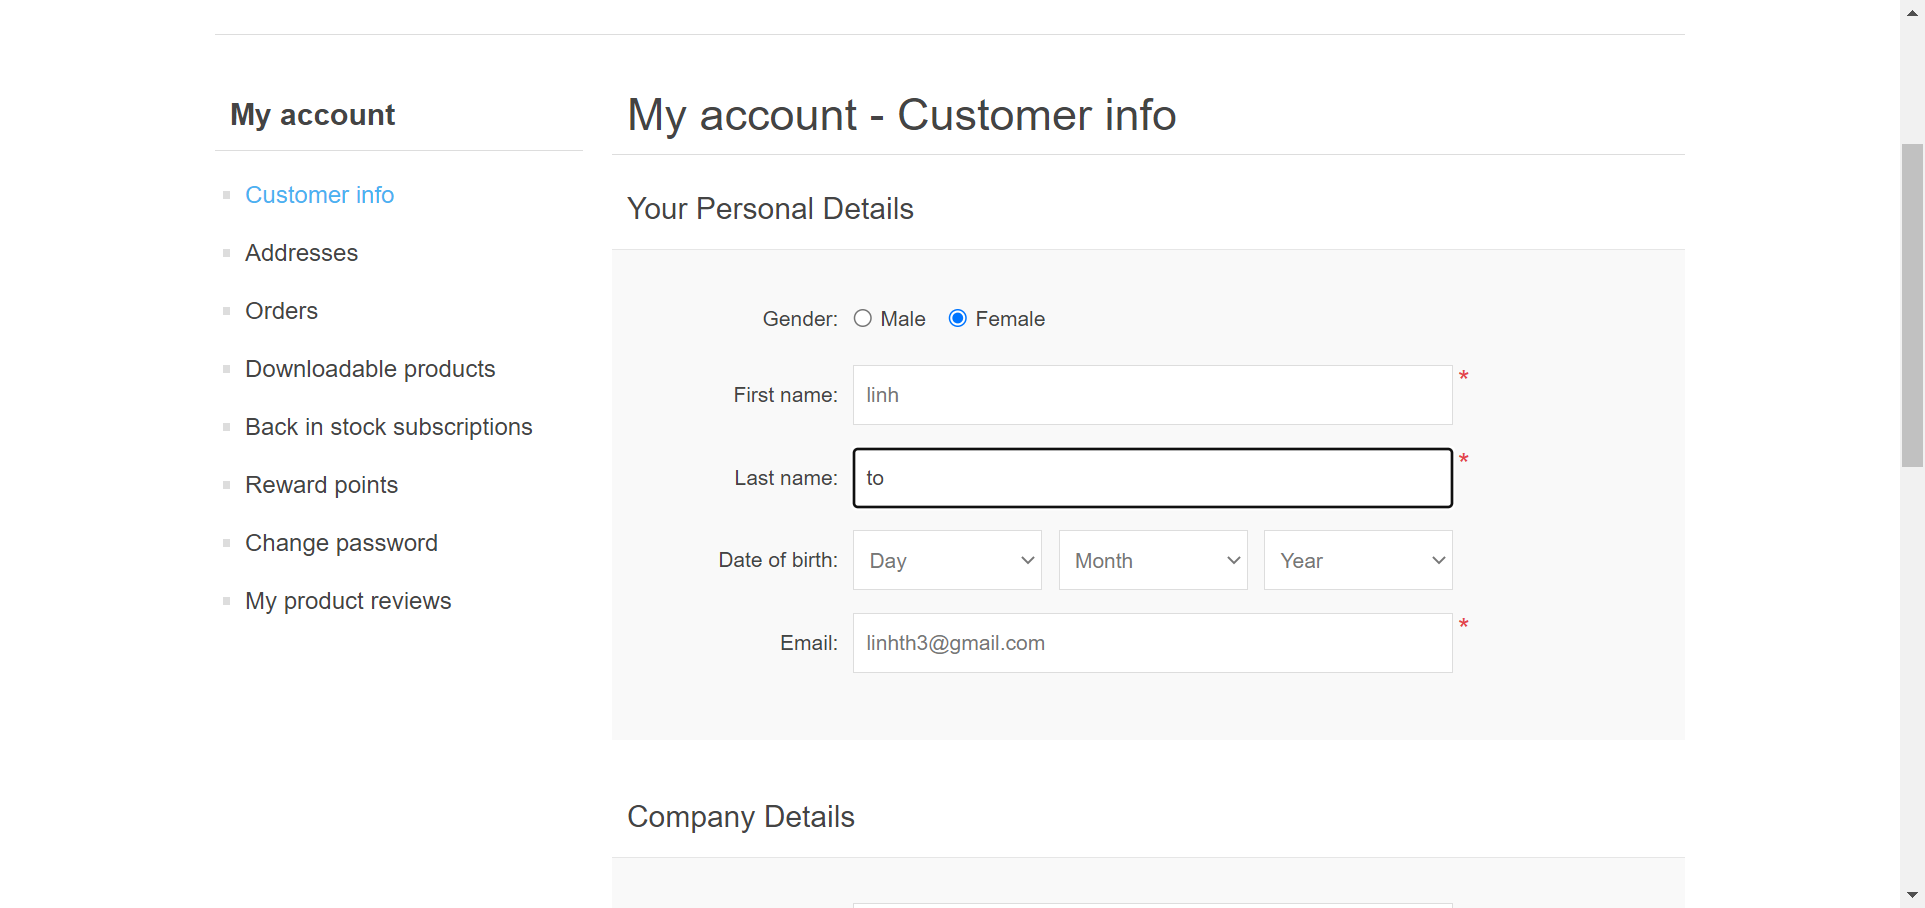 My account
Customer info
Addresses
Orders
Downloadable products
Back in stock subscriptions
Reward points
Change password
My product reviews
My account - Customer info
Your Personal Details
Gender: Male Female
First name: linh *
Last name: to *
Date of birth: Day Month Year
Email: linhth3@gmail.com *
Company Details